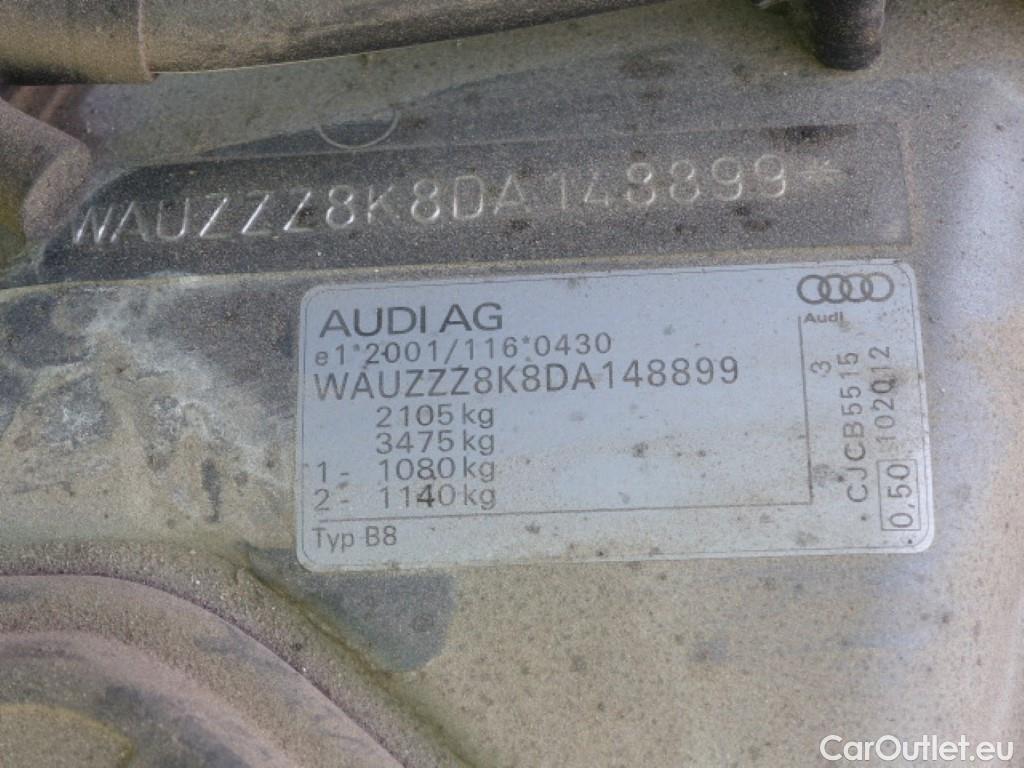 WAUZZZ8K8DA148899*
AUDI AG
Audi
e1*2001/116*0430
WAUZZZ8K8DA148899
2105 kg
3475 kg
1 - 1080 kg
2 - 1140 kg
Typ B8
3
CJCB5515
102012
0.50
CarOutlet.eu